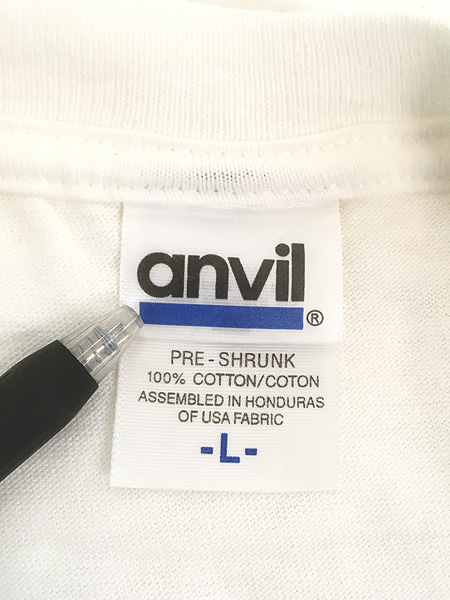 anvil
®
PRE-SHRUNK
100% COTTON/COTON
ASSEMBLED IN HONDURAS
OF USA FABRIC
-L-